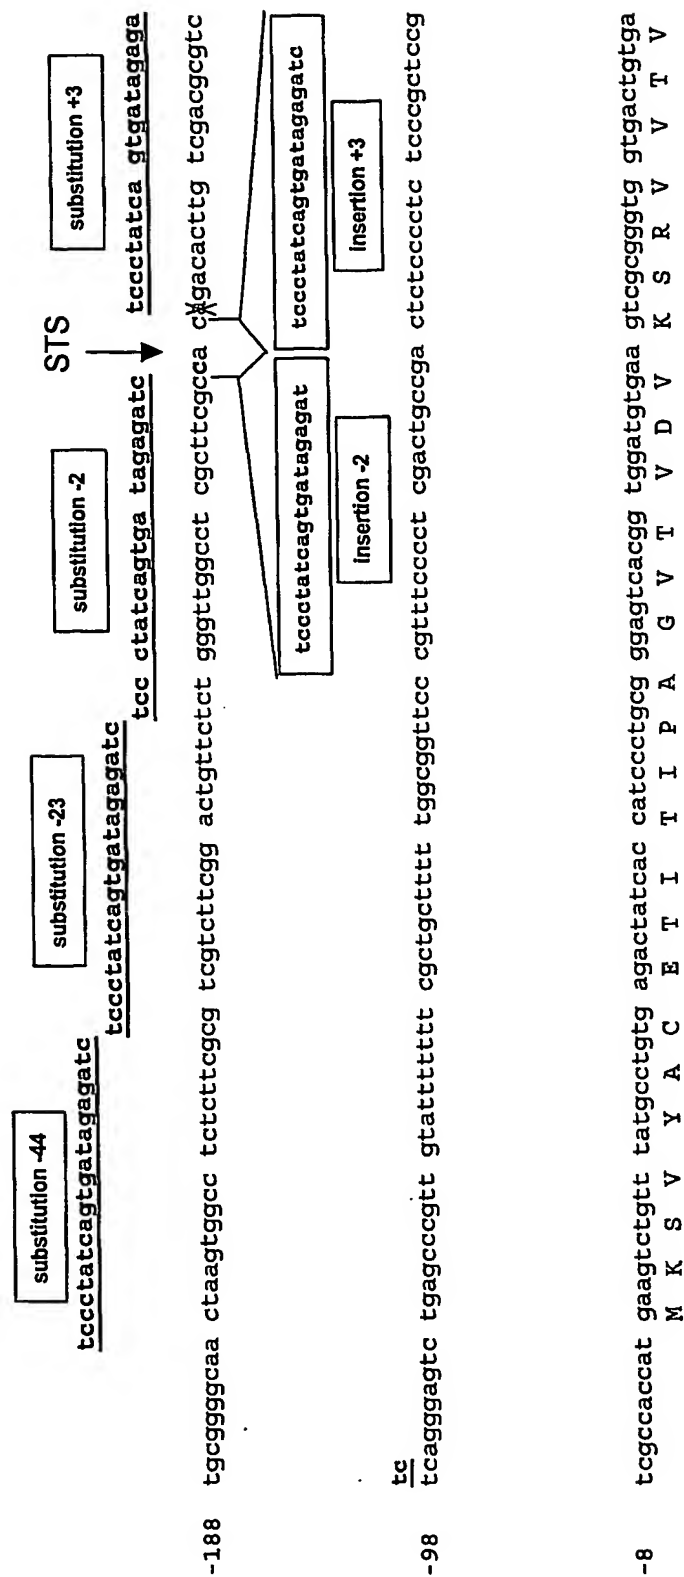 substitution -44
tccctatcagtgatagagatc
substitution -23
tccctatcagtgatagagatc
substitution -2
tcc ctatcagtga tagagatc
STS
substitution +3
tccctatca gtgatagaga
-188 tgcggggcaa ctaagtggcc tctcttcgcg tcgtcttcgg actgttctct gggttggcct cgcttcgcca cagacacttg tcgacgcgtc
tccctatcagtgatagagat
insertion -2
tccctatcagtgatagagatc
insertion +3
tc
-98 tcagggagtc tgagcccgtt gtattttttt cgctgctttt tggcggttcc cgtttcccct cgactgccga ctctcccctc tcccgctccg
-8 tcgccaccat gaagtctgtt tatgcctgtg agactatcac catccctgcg ggagtcacgg tggatgtgaa gtcgcgggtg gtgactgtga
M K S V Y A C E T I T I P A G V T V D V K S R V V T V